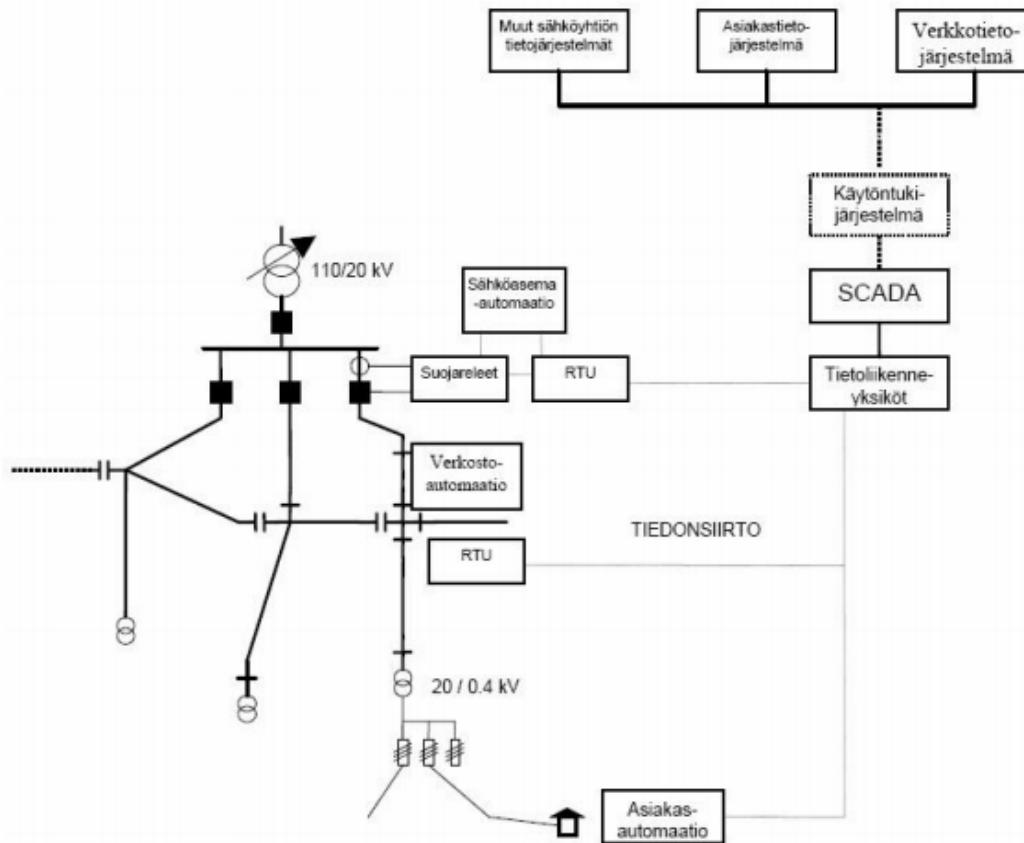 Muut sähköyhtiön
tietojärjestelmät
Asiakastieto-
järjestelmä
Verkkotieto-
järjestelmä
Käytöntuki-
järjestelmä
110/20 kV
Sähköasema
-automaatio
SCADA
Suojareleet
RTU
Tietoliikenne-
yksiköt
Verkosto-
automaatio
TIEDONSIIRTO
RTU
20 / 0.4 kV
Asiakas-
automaatio